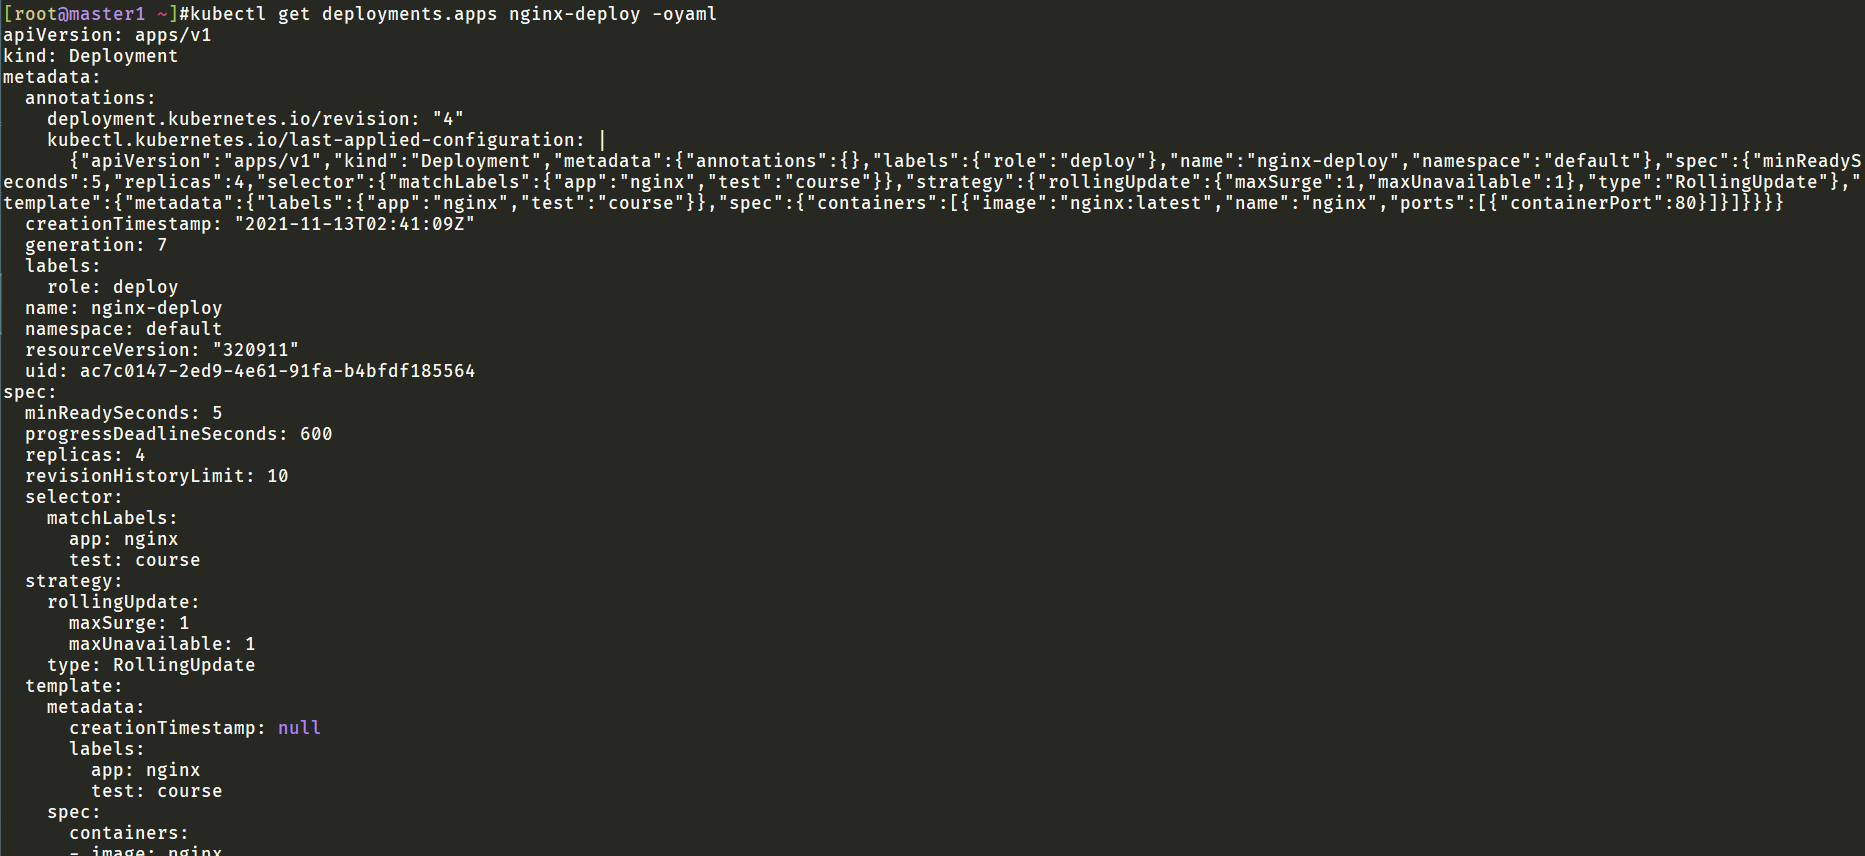 [root@master1 ~]#kubectl get deployments.apps nginx-deploy -oyaml
apiVersion: apps/v1
kind: Deployment
metadata:
  annotations:
    deployment.kubernetes.io/revision: "4"
    kubectl.kubernetes.io/last-applied-configuration: |
      {"apiVersion":"apps/v1","kind":"Deployment","metadata":{"annotations":{},"labels":{"role":"deploy"},"name":"nginx-deploy","namespace":"default"},"spec":{"minReadyS
econds":5,"replicas":4,"selector":{"matchLabels":{"app":"nginx","test":"course"}},"strategy":{"rollingUpdate":{"maxSurge":1,"maxUnavailable":1},"type":"RollingUpdate"},"
template":{"metadata":{"labels":{"app":"nginx","test":"course"}},"spec":{"containers":[{"image":"nginx:latest","name":"nginx","ports":[{"containerPort":80}]}]}}}}
  creationTimestamp: "2021-11-13T02:41:09Z"
  generation: 7
  labels:
    role: deploy
  name: nginx-deploy
  namespace: default
  resourceVersion: "320911"
  uid: ac7c0147-2ed9-4e61-91fa-b4bfdf185564
spec:
  minReadySeconds: 5
  progressDeadlineSeconds: 600
  replicas: 4
  revisionHistoryLimit: 10
  selector:
    matchLabels:
      app: nginx
      test: course
  strategy:
    rollingUpdate:
      maxSurge: 1
      maxUnavailable: 1
    type: RollingUpdate
  template:
    metadata:
      creationTimestamp: null
      labels:
        app: nginx
        test: course
    spec:
      containers:
      - image: nginx